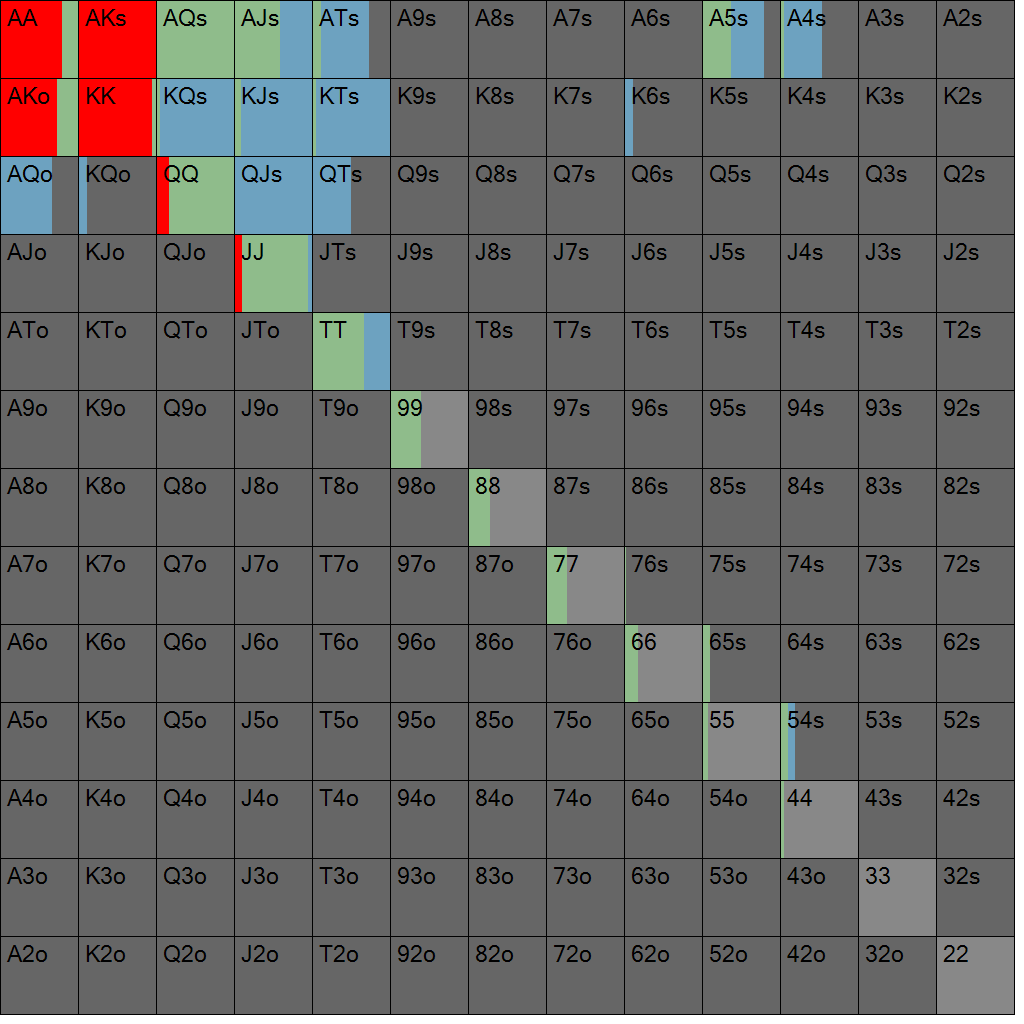 AA AKs AQs AJs ATs A9s A8s A7s A6s A5s A4s A3s A2s
AKo KK KQs KJs KTs K9s K8s K7s K6s K5s K4s K3s K2s
AQo KQo QQ QJs QTs Q9s Q8s Q7s Q6s Q5s Q4s Q3s Q2s
AJo KJo QJo JJ JTs J9s J8s J7s J6s J5s J4s J3s J2s
ATo KTo QTo JTo TT T9s T8s T7s T6s T5s T4s T3s T2s
A9o K9o Q9o J9o T9o 99 98s 97s 96s 95s 94s 93s 92s
A8o K8o Q8o J8o T8o 98o 88 87s 86s 85s 84s 83s 82s
A7o K7o Q7o J7o T7o 97o 87o 77 76s 75s 74s 73s 72s
A6o K6o Q6o J6o T6o 96o 86o 76o 66 65s 64s 63s 62s
A5o K5o Q5o J5o T5o 95o 85o 75o 65o 55 54s 53s 52s
A4o K4o Q4o J4o T4o 94o 84o 74o 64o 54o 44 43s 42s
A3o K3o Q3o J3o T3o 93o 83o 73o 63o 53o 43o 33 32s
A2o K2o Q2o J2o T2o 92o 82o 72o 62o 52o 42o 32o 22